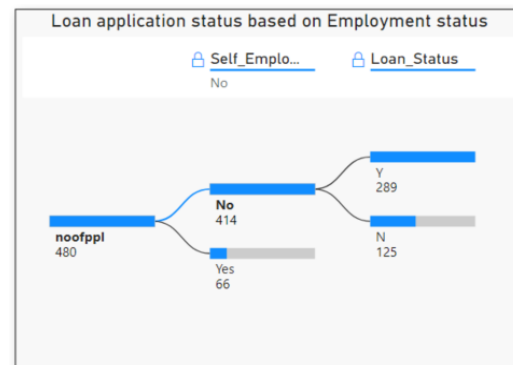 Loan application status based on Employment status
Self_Emplo...
Loan_Status
No
Y
289
No
414
noofppl
480
N
125
Yes
66